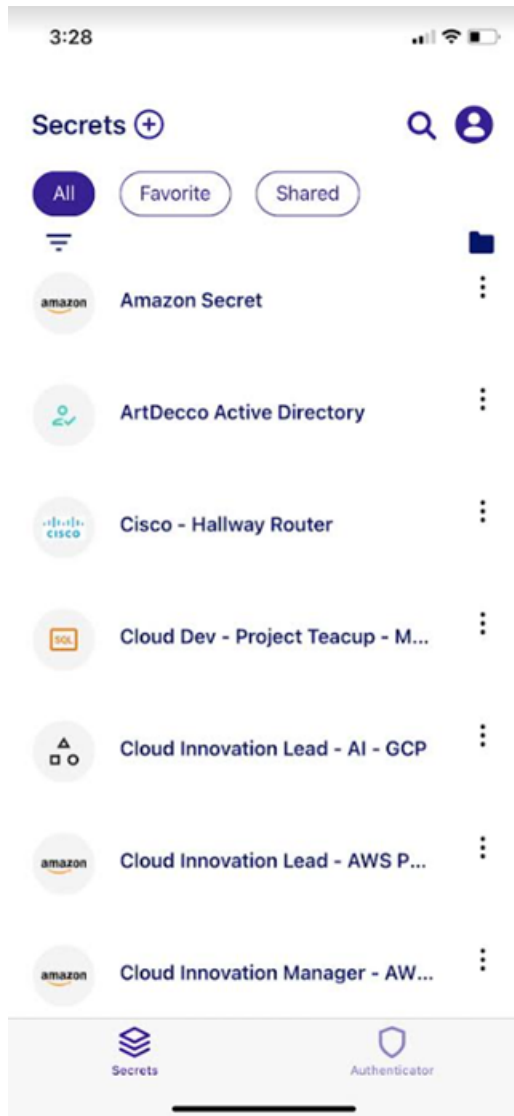 3:28
Secrets
All
Favorite
Shared
amazon
Amazon Secret
ArtDecco Active Directory
CISCO
Cisco - Hallway Router
SQL
Cloud Dev - Project Teacup - M...
Cloud Innovation Lead - AI - GCP
amazon
Cloud Innovation Lead - AWS P...
amazon
Cloud Innovation Manager - AW...
Secrets
Authenticator